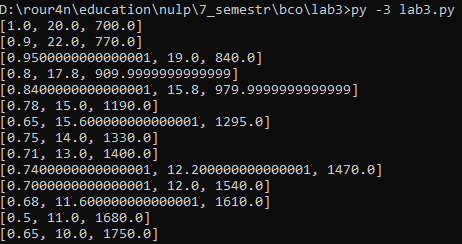 D:\rour4n\education\nulp\7_semestr\bco\lab3>py -3 lab3.py
[1.0, 20.0, 700.0]
[0.9, 22.0, 770.0]
[0.9500000000000001, 19.0, 840.0]
[0.8, 17.8, 909.9999999999999]
[0.8400000000000001, 15.8, 979.9999999999999]
[0.78, 15.0, 1190.0]
[0.65, 15.600000000000001, 1295.0]
[0.75, 14.0, 1330.0]
[0.71, 13.0, 1400.0]
[0.7400000000000001, 12.200000000000001, 1470.0]
[0.7000000000000001, 12.0, 1540.0]
[0.68, 11.600000000000001, 1610.0]
[0.5, 11.0, 1680.0]
[0.65, 10.0, 1750.0]